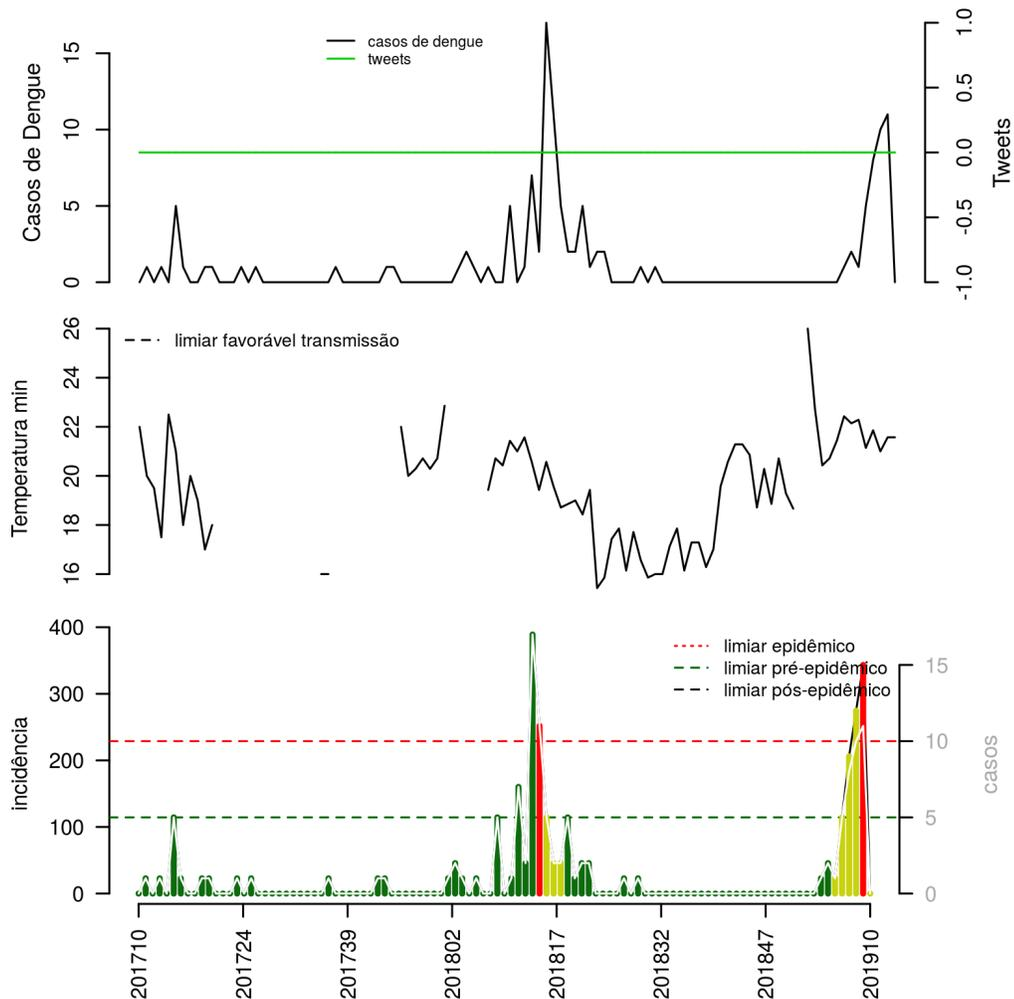 casos de dengue
tweets
Casos de Dengue
0
5
10
15
Tweets
-1.0
-0.5
0.0
0.5
1.0
limiar favorável transmissão
Temperatura min
16
18
20
22
24
26
limiar epidêmico
limiar pré-epidêmico
limiar pós-epidêmico
incidência
0
100
200
300
400
casos
0
5
10
15
201710
201724
201739
201802
201817
201832
201847
201910